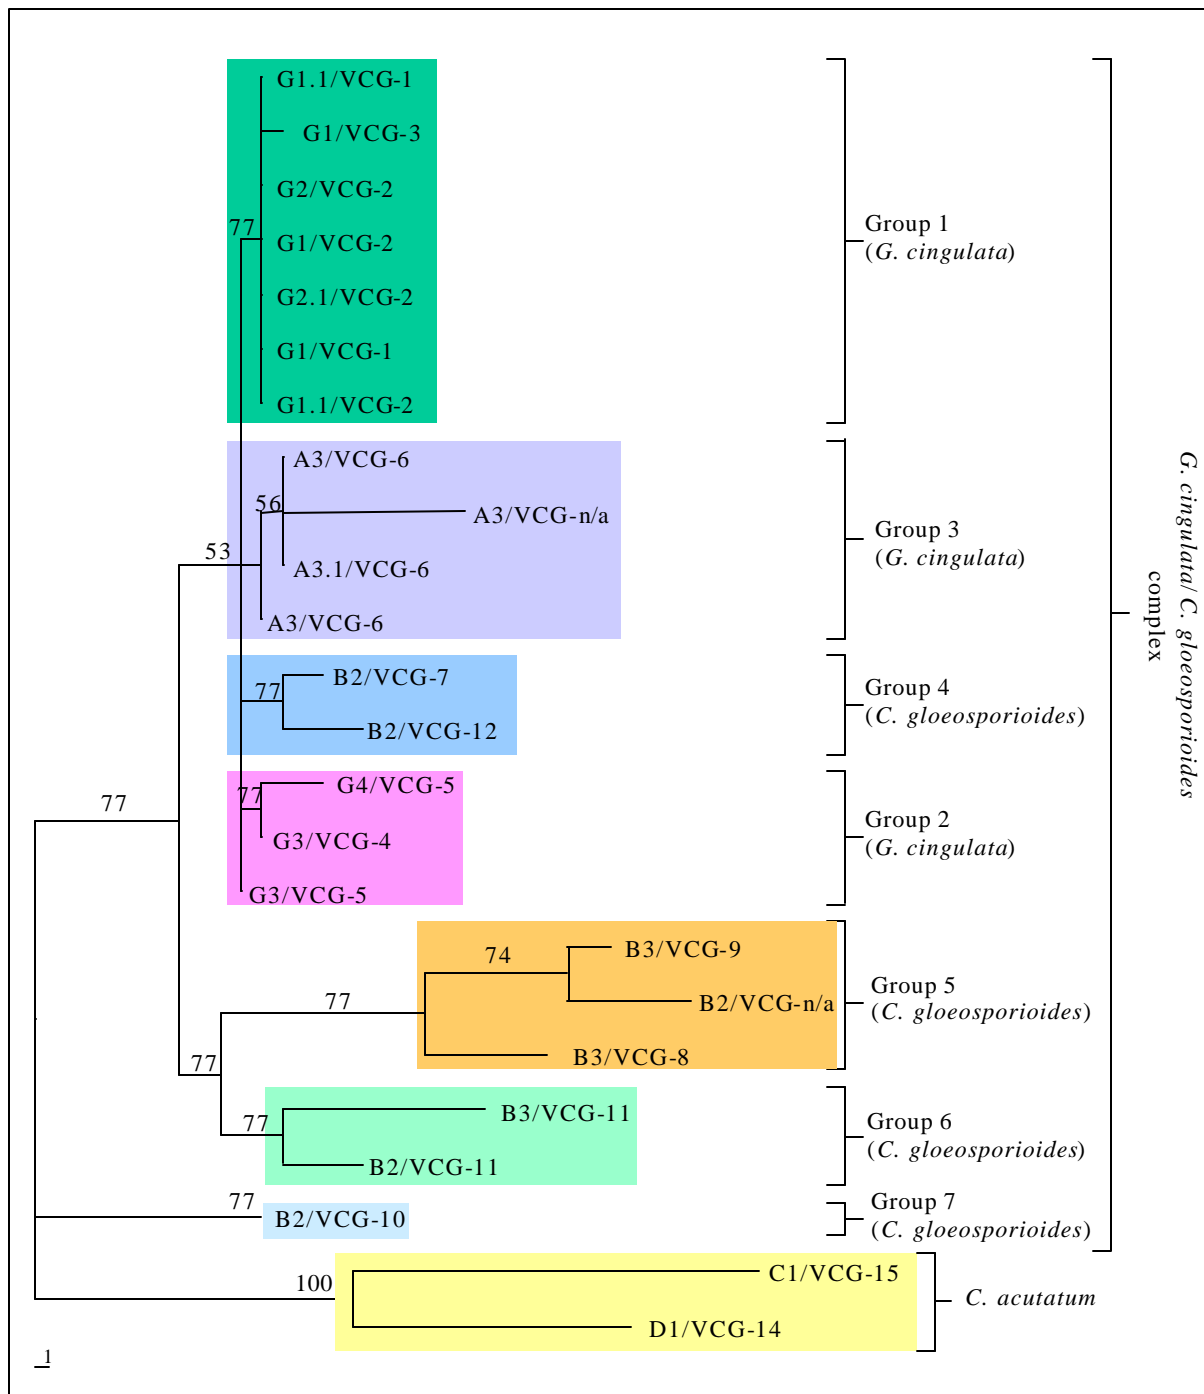 G1.1/VCG-1
G1/VCG-3
G2/VCG-2
77
G1/VCG-2
G2.1/VCG-2
G1/VCG-1
G1.1/VCG-2
Group 1
(G. cingulata)
A3/VCG-6
56
A3/VCG-n/a
53
A3.1/VCG-6
A3/VCG-6
Group 3
(G. cingulata)
B2/VCG-7
77
B2/VCG-12
Group 4
(C. gloeosporioides)
G4/VCG-5
77
G3/VCG-4
G3/VCG-5
Group 2
(G. cingulata)
77
B3/VCG-9
74
B2/VCG-n/a
77
B3/VCG-8
Group 5
(C. gloeosporioides)
77
B3/VCG-11
77
B2/VCG-11
Group 6
(C. gloeosporioides)
77
B2/VCG-10
Group 7
(C. gloeosporioides)
G. cingulata/C. gloeosporioides
complex
C1/VCG-15
100
D1/VCG-14
C. acutatum
1